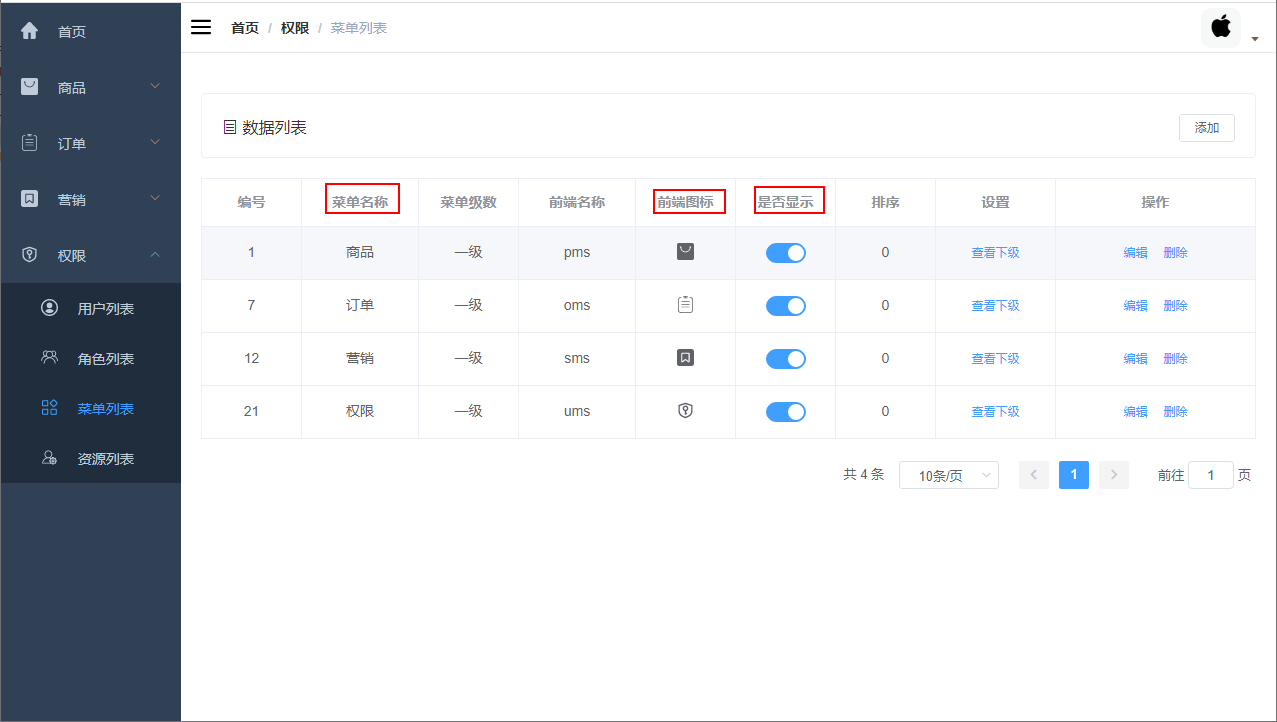 首页
商品
订单
营销
权限
用户列表
角色列表
菜单列表
资源列表
首页 / 权限 / 菜单列表
数据列表
添加
编号 菜单名称 菜单级数 前端名称 前端图标 是否显示 排序 设置 操作
1 商品 一级 pms 0 查看下级 编辑 删除
7 订单 一级 oms 0 查看下级 编辑 删除
12 营销 一级 sms 0 查看下级 编辑 删除
21 权限 一级 ums 0 查看下级 编辑 删除
共 4 条 10条/页 1 前往 1 页